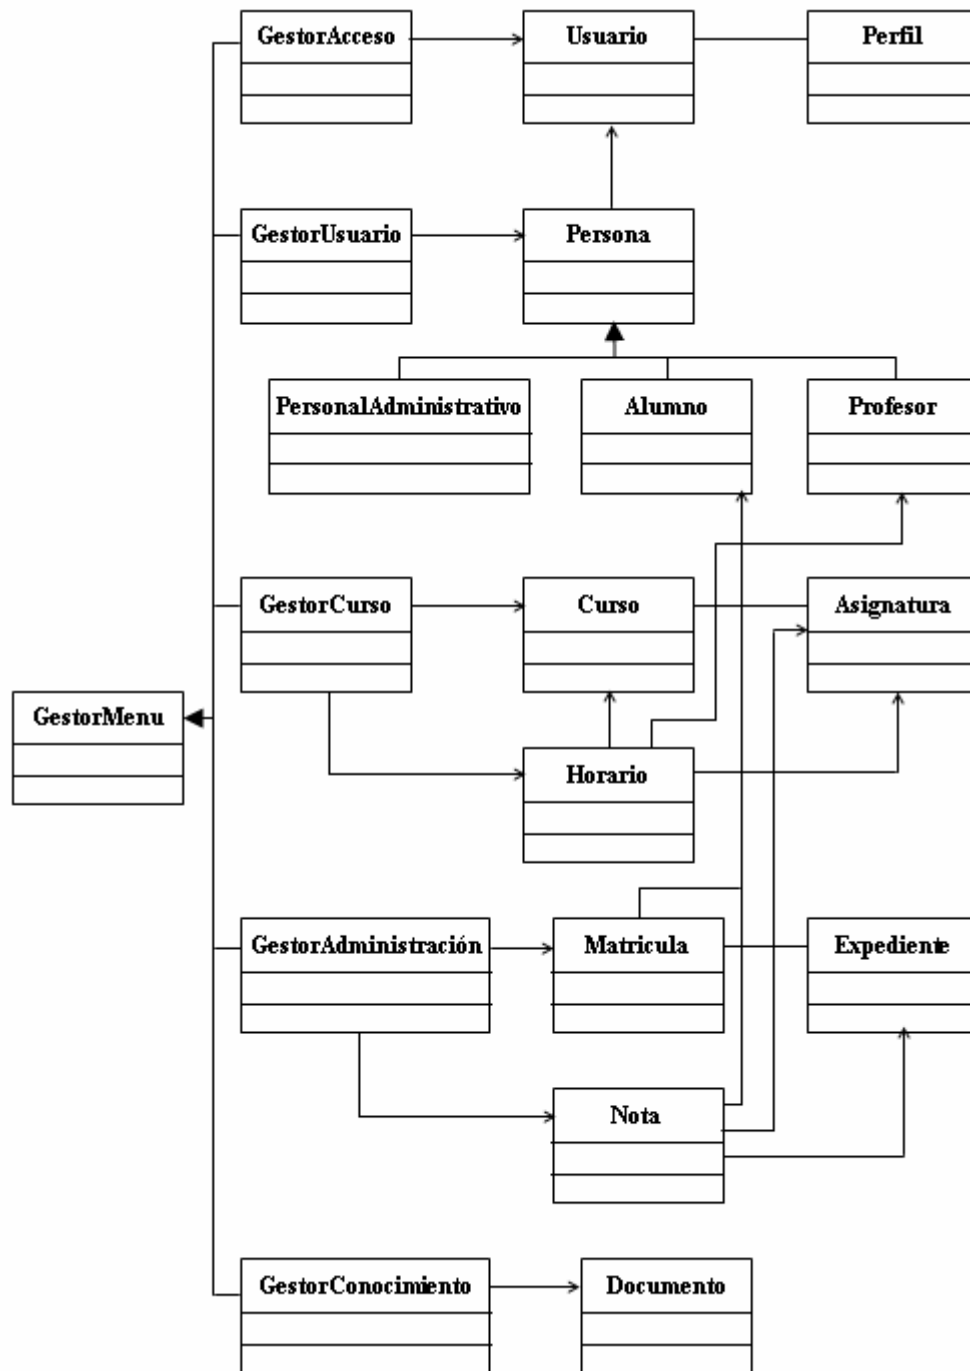 GestorAcceso
Usuario
Perfil
GestorUsuario
Persona
PersonalAdministrativo
Alumno
Profesor
GestorCurso
Curso
Asignatura
GestorMenu
Horario
GestorAdministración
Matricula
Expediente
Nota
GestorConocimiento
Documento